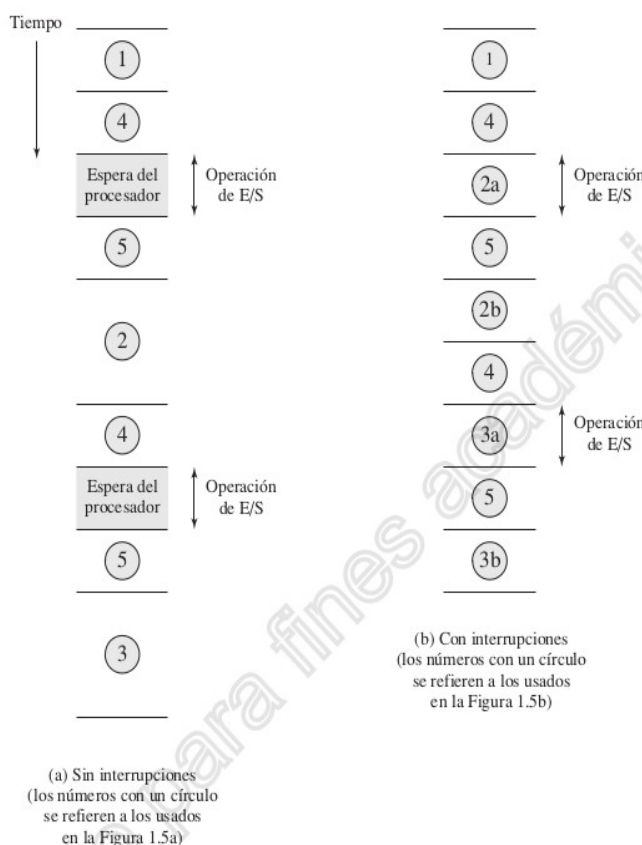 Tiempo
1
4
Espera del
procesador
Operación
de E/S
5
2
4
Espera del
procesador
Operación
de E/S
5
3
(a) Sin interrupciones
(los números con un círculo
se refieren a los usados
en la Figura 1.5a)
1
4
2a
Operación
de E/S
5
2b
4
3a
Operación
de E/S
5
3b
(b) Con interrupciones
(los números con un círculo
se refieren a los usados
en la Figura 1.5b)
para fines académi